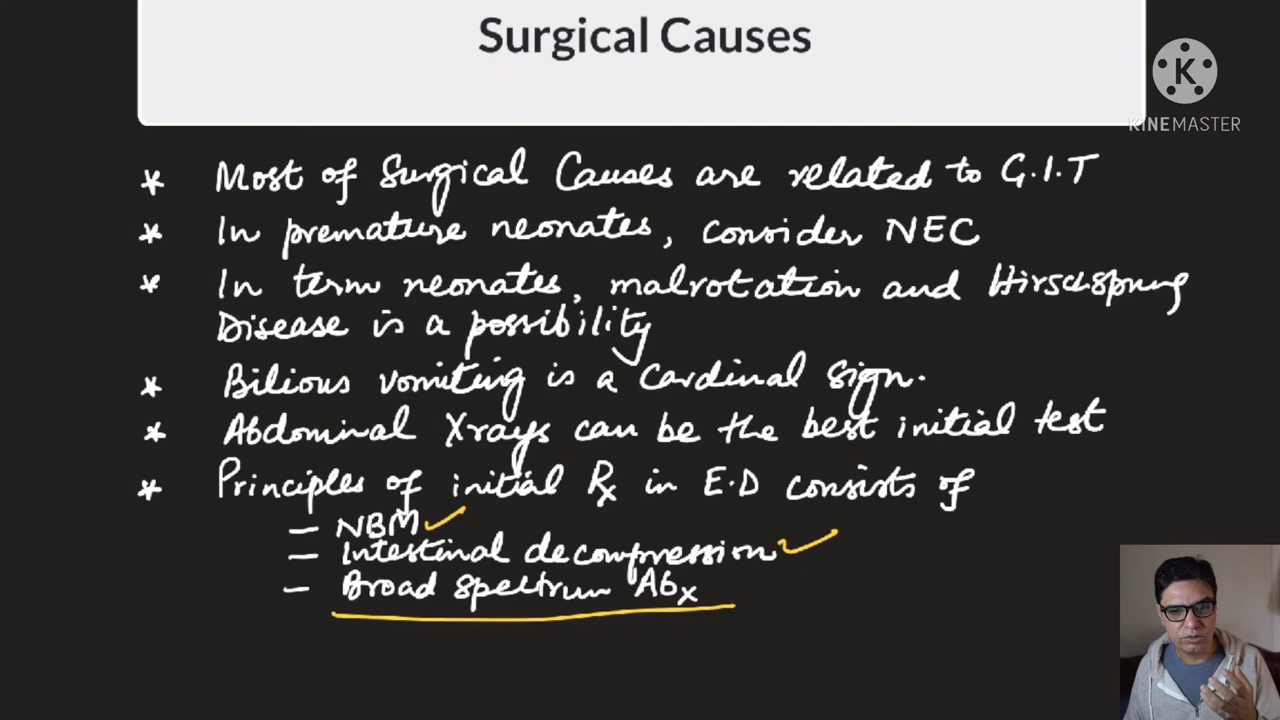 Surgical Causes
K
KINEMASTER
* Most of Surgical Causes are related to G.I.T
* In premature neonates, consider NEC
* In term neonates, malrotation and Hirschsprung
Disease is a possibility
* Bilious vomiting is a cardinal sign.
* Abdominal Xrays can be the best initial test
* Principles of initial Rx in E.D consists of
– NBM ✓
– Intestinal decompression ✓
– Broad spectrum Abx